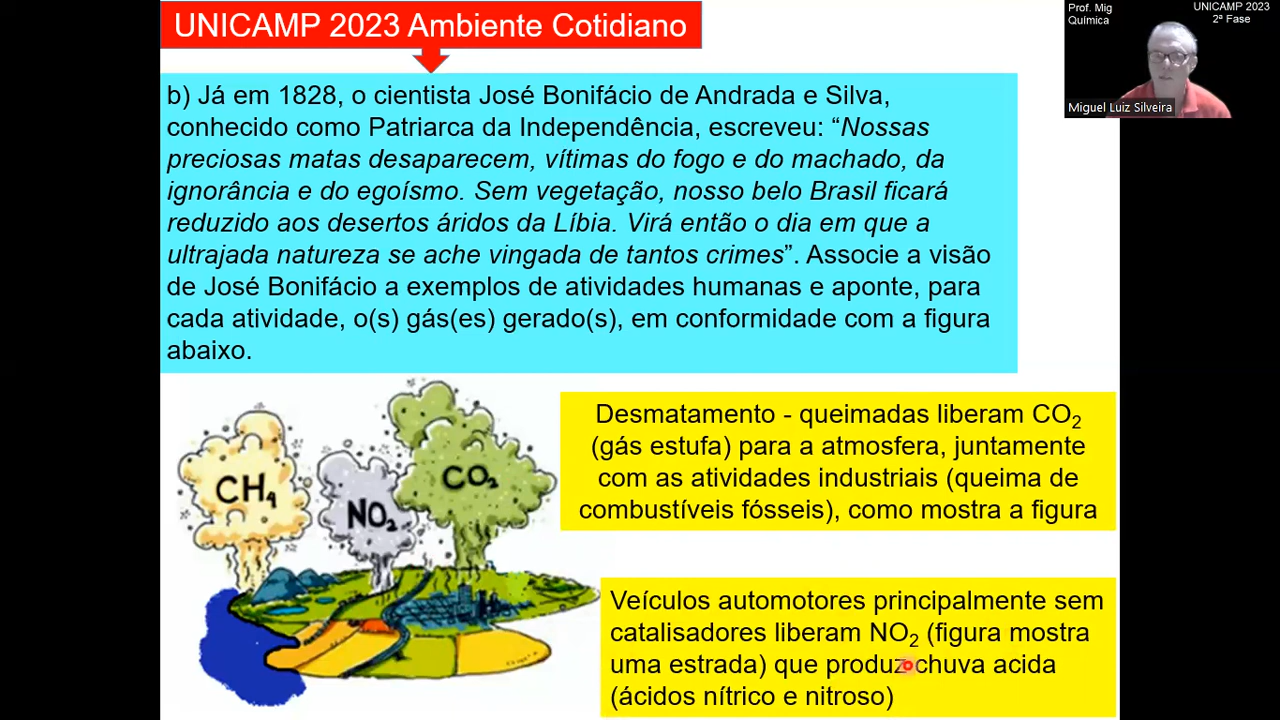 UNICAMP 2023 Ambiente Cotidiano
Prof. Mig
Química
UNICAMP 2023
2ª Fase
Miguel Luiz Silveira
b) Já em 1828, o cientista José Bonifácio de Andrada e Silva,
conhecido como Patriarca da Independência, escreveu: “Nossas
preciosas matas desaparecem, vítimas do fogo e do machado, da
ignorância e do egoísmo. Sem vegetação, nosso belo Brasil ficará
reduzido aos desertos áridos da Líbia. Virá então o dia em que a
ultrajada natureza se ache vingada de tantos crimes”. Associe a visão
de José Bonifácio a exemplos de atividades humanas e aponte, para
cada atividade, o(s) gás(es) gerado(s), em conformidade com a figura
abaixo.
CH₄
NO₂
CO₂
Desmatamento - queimadas liberam CO₂
(gás estufa) para a atmosfera, juntamente
com as atividades industriais (queima de
combustíveis fósseis), como mostra a figura
Veículos automotores principalmente sem
catalisadores liberam NO₂ (figura mostra
uma estrada) que produz chuva acida
(ácidos nítrico e nitroso)